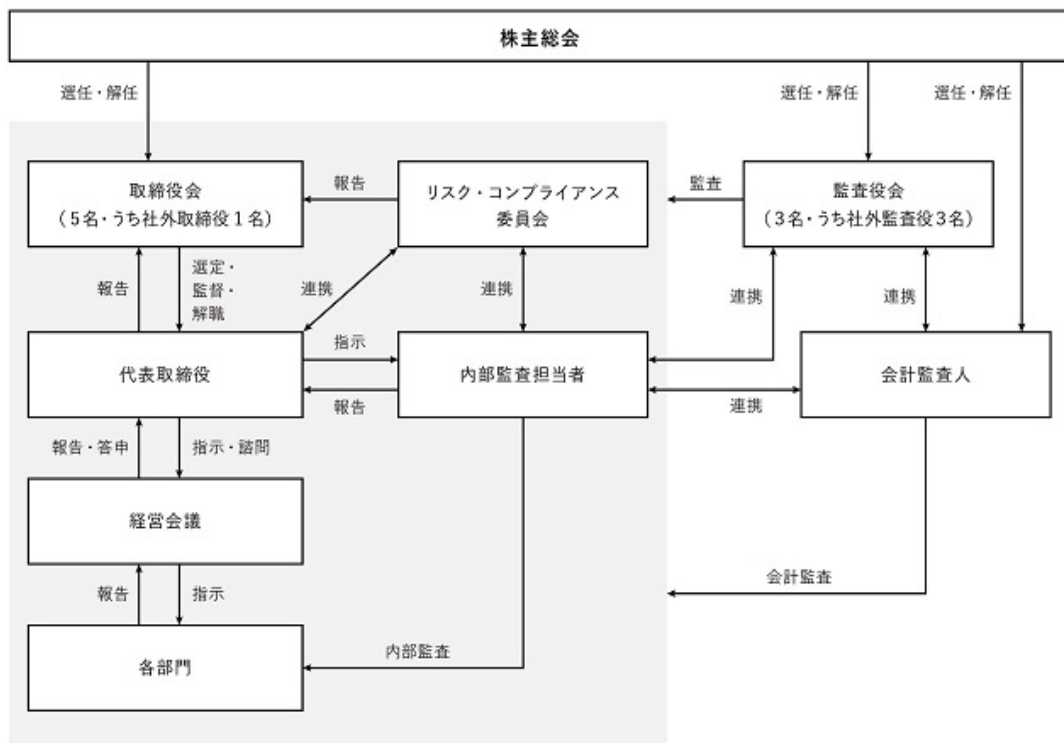 株主総会
選任・解任
選任・解任
選任・解任
取締役会
（5名・うち社外取締役1名）
報告
リスク・コンプライアンス
委員会
監査
監査役会
（3名・うち社外監査役3名）
報告
選定・
監督・
解職
連携
連携
連携
連携
代表取締役
指示
報告
内部監査担当者
連携
会計監査人
報告・答申
指示・諮問
経営会議
報告
指示
会計監査
各部門
内部監査